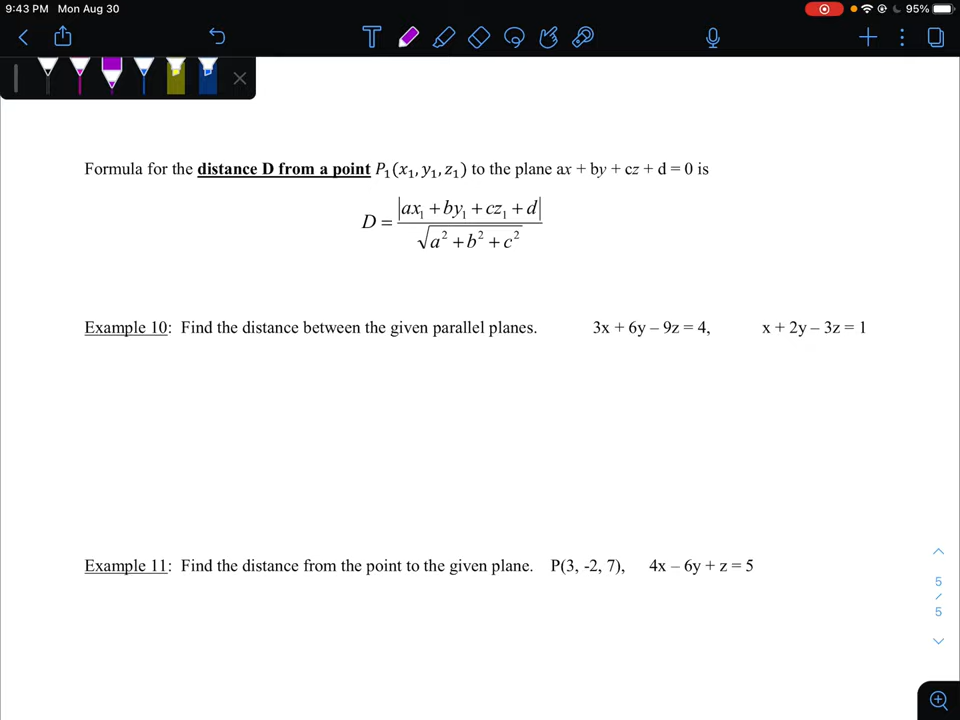 9:43 PM Mon Aug 30
95%
T
Formula for the distance D from a point P₁(x₁, y₁, z₁) to the plane ax + by + cz + d = 0 is
D = |ax₁ + by₁ + cz₁ + d| / √(a² + b² + c²)
Example 10: Find the distance between the given parallel planes. 3x + 6y – 9z = 4, x + 2y – 3z = 1
Example 11: Find the distance from the point to the given plane. P(3, -2, 7), 4x – 6y + z = 5
5
/
5